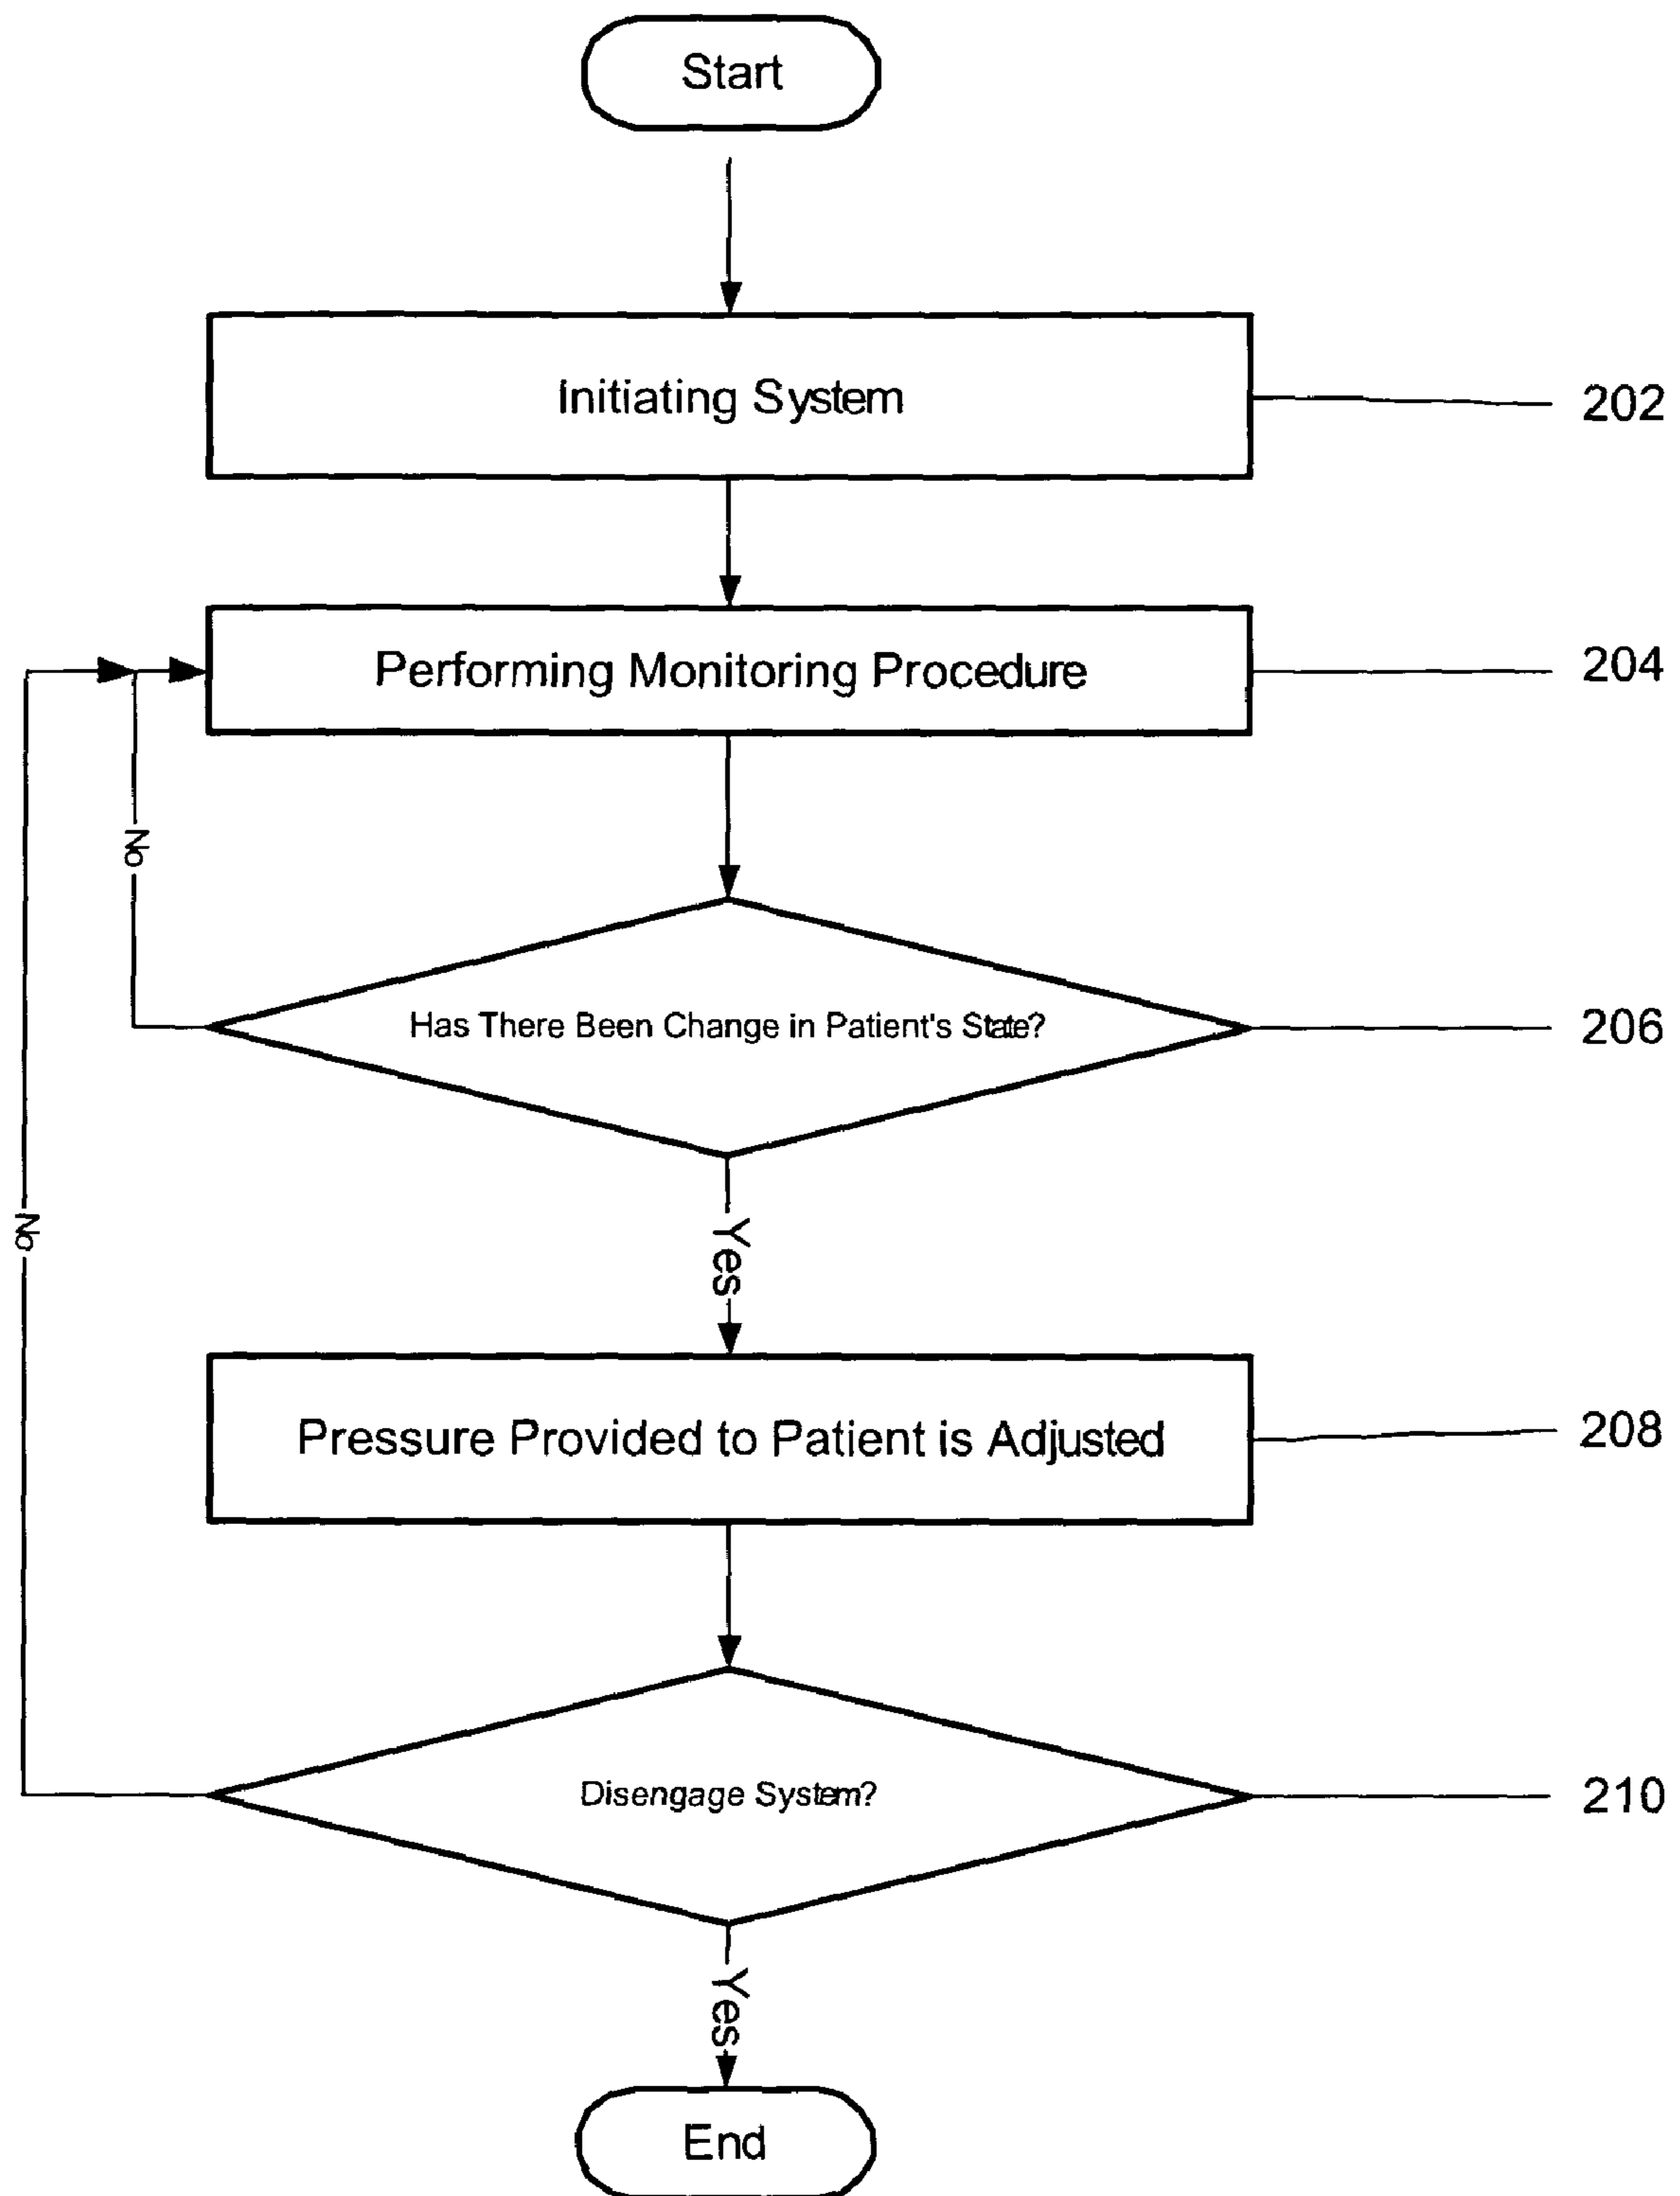 Start
Initiating System
202
Performing Monitoring Procedure
204
No
Has There Been Change in Patient's State?
206
Yes
No
Pressure Provided to Patient is Adjusted
208
Disengage System?
210
Yes
End